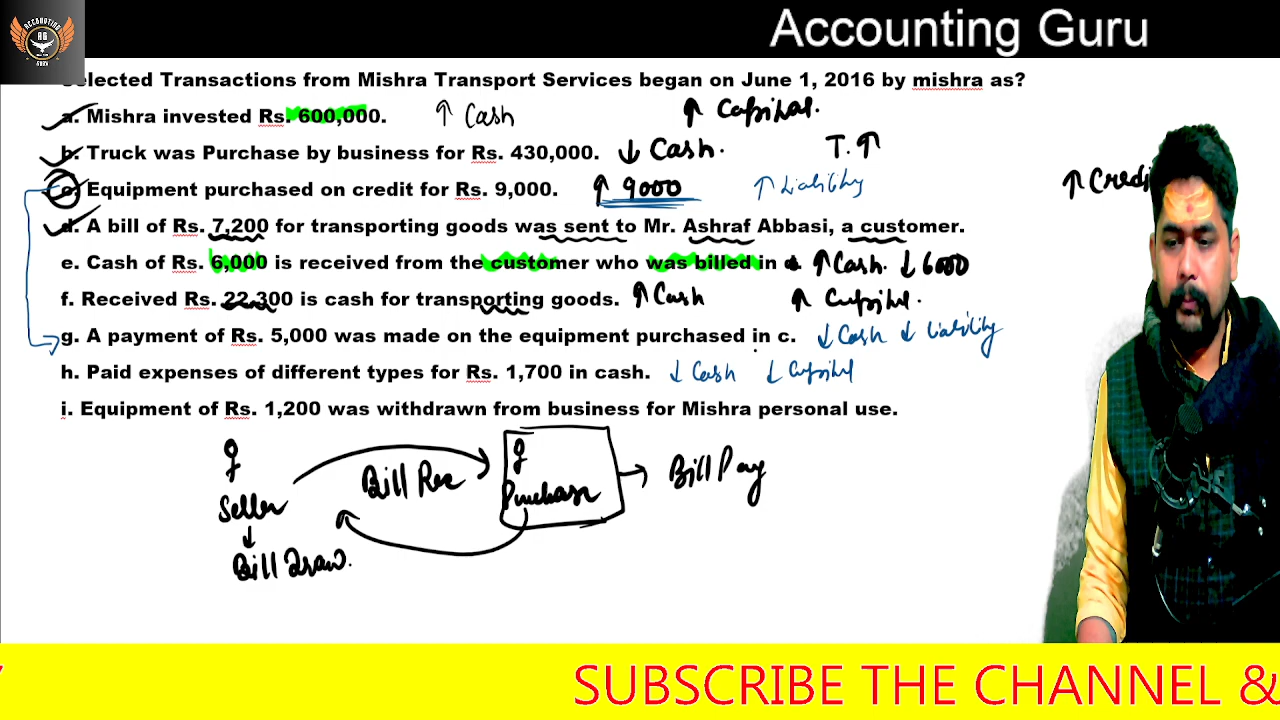 Accounting Guru
ACCOUNTING
AG
GURU
elected Transactions from Mishra Transport Services began on June 1, 2016 by mishra as?
a. Mishra invested Rs. 600,000. ↑ Cash ↑ Capital.
b. Truck was Purchase by business for Rs. 430,000. ↓ Cash. T. ↑
c. Equipment purchased on credit for Rs. 9,000. ↑ 9000 ↑ Liability ↑ Credi
d. A bill of Rs. 7,200 for transporting goods was sent to Mr. Ashraf Abbasi, a customer.
e. Cash of Rs. 6,000 is received from the customer who was billed in ↑ Cash. ↓ 6000
f. Received Rs. 22,300 is cash for transporting goods. ↑ Cash ↑ Capital.
g. A payment of Rs. 5,000 was made on the equipment purchased in c. ↓ Cash ↓ Liability
h. Paid expenses of different types for Rs. 1,700 in cash. ↓ Cash ↓ Capital
i. Equipment of Rs. 1,200 was withdrawn from business for Mishra personal use.
Bill Rec
Bill Pay
Seller
Purchase
Bill Draw.
SUBSCRIBE THE CHANNEL &